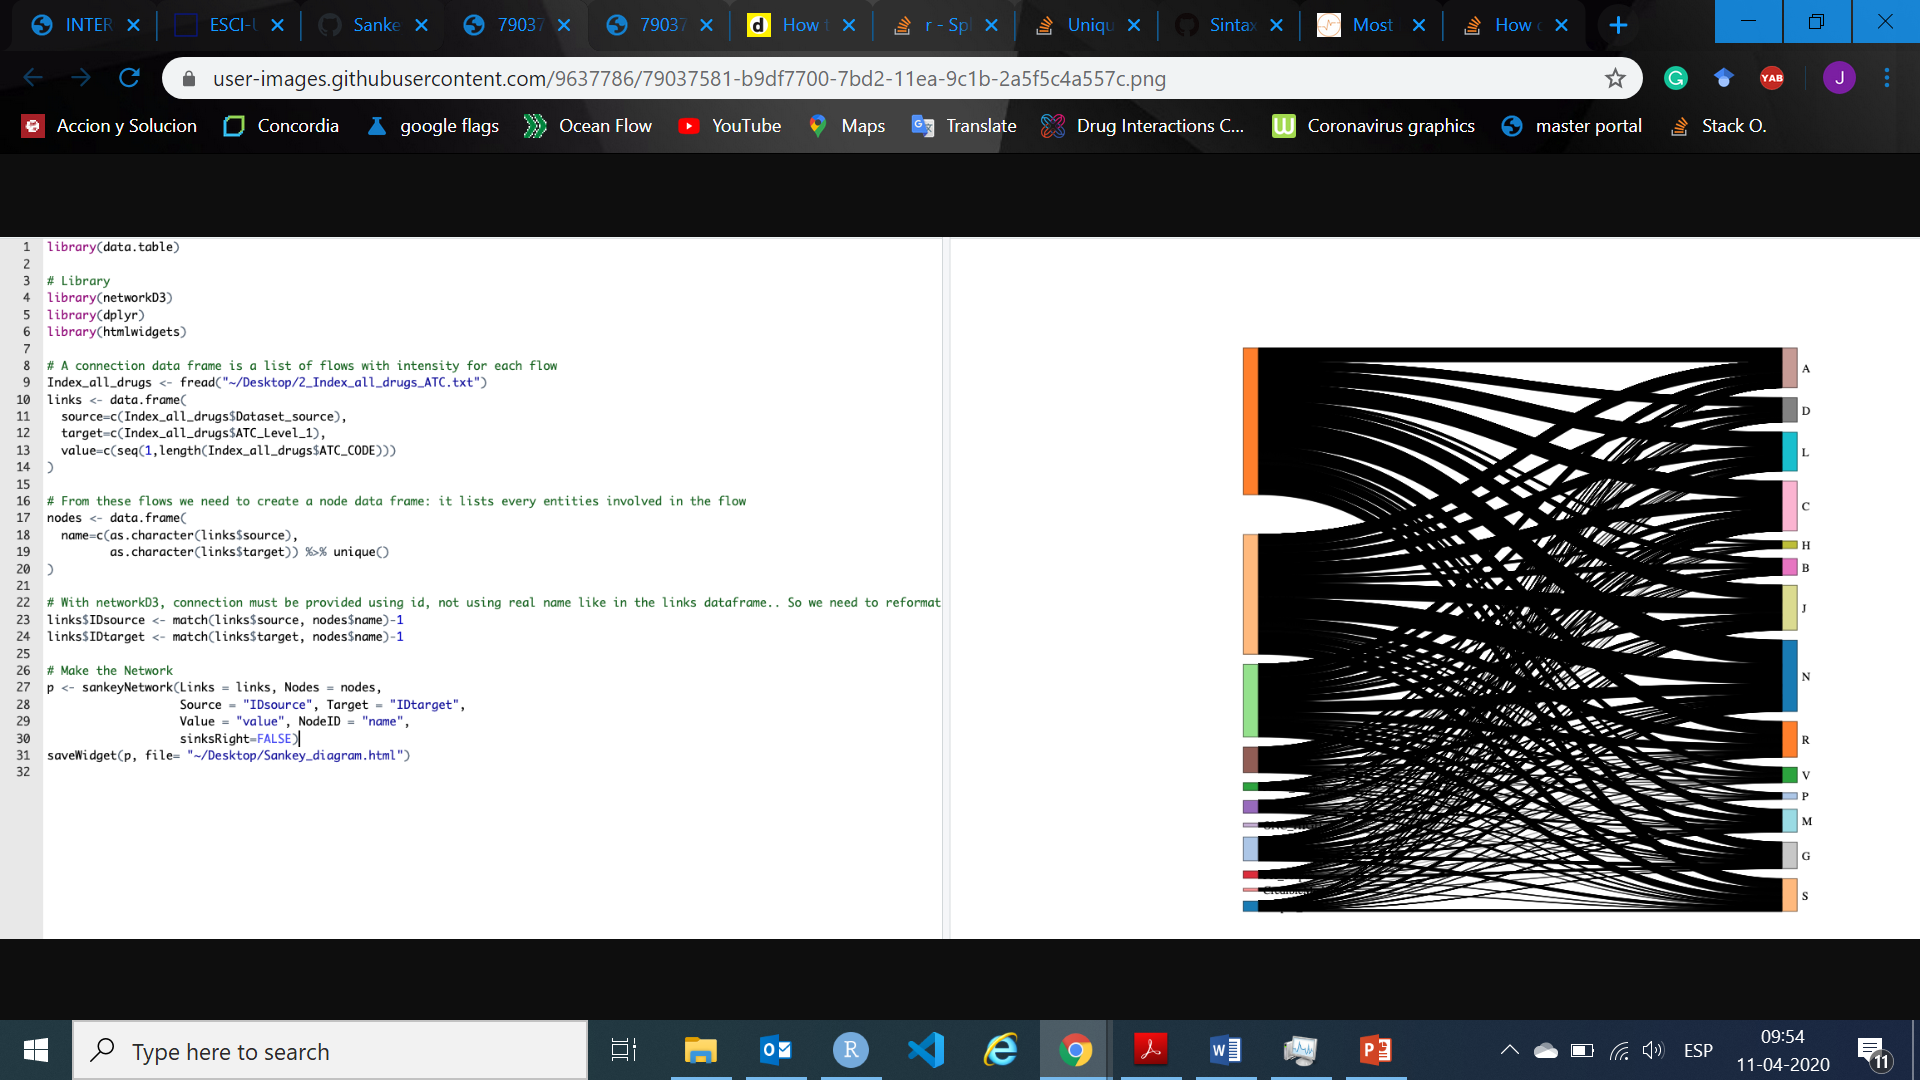 INTER
ESCI-U
Sanke
79037
79037
How t
r - Spl
Uniqu
Sintax
Most
How
user-images.githubusercontent.com/9637786/79037581-b9df7700-7bd2-11ea-9c1b-2a5f5c4a557c.png
YAB
J
Accion y Solucion
Concordia
google flags
Ocean Flow
YouTube
Maps
Translate
Drug Interactions C...
Coronavirus graphics
master portal
Stack O.
1 library(data.table)
2
3 # Library
4 library(networkD3)
5 library(dplyr)
6 library(htmlwidgets)
7
8 # A connection data frame is a list of flows with intensity for each flow
9 Index_all_drugs <- fread("~/Desktop/2_Index_all_drugs_ATC.txt")
10 links <- data.frame(
11 source=c(Index_all_drugs$Dataset_source),
12 target=c(Index_all_drugs$ATC_Level_1),
13 value=c(seq(1,length(Index_all_drugs$ATC_CODE)))
14 )
15
16 # From these flows we need to create a node data frame: it lists every entities involved in the flow
17 nodes <- data.frame(
18 name=c(as.character(links$source),
19 as.character(links$target)) %>% unique()
20 )
21
22 # With networkD3, connection must be provided using id, not using real name like in the links dataframe.. So we need to reformat
23 links$IDsource <- match(links$source, nodes$name)-1
24 links$IDtarget <- match(links$target, nodes$name)-1
25
26 # Make the Network
27 p <- sankeyNetwork(Links = links, Nodes = nodes,
28 Source = "IDsource", Target = "IDtarget",
29 Value = "value", NodeID = "name",
30 sinksRight=FALSE)
31 saveWidget(p, file= "~/Desktop/Sankey_diagram.html")
32
A
D
L
C
H
B
J
N
R
V
P
M
G
S
Type here to search
ESP
09:54
11-04-2020
11